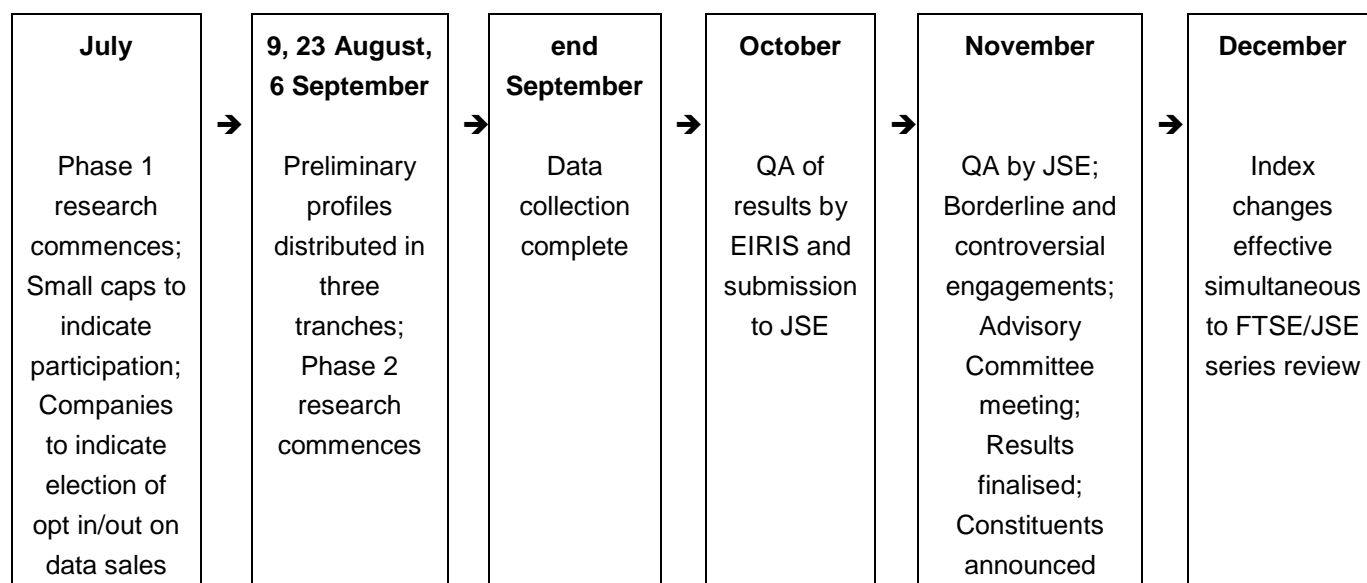 July
Phase 1
research
commences;
Small caps to
indicate
participation;
Companies
to indicate
election of
opt in/out on
data sales
➔
9, 23 August,
6 September
Preliminary
profiles
distributed in
three
tranches;
Phase 2
research
commences
➔
end
September
Data
collection
complete
➔
October
QA of
results by
EIRIS and
submission
to JSE
➔
November
QA by JSE;
Borderline and
controversial
engagements;
Advisory
Committee
meeting;
Results
finalised;
Constituents
announced
➔
December
Index
changes
effective
simultaneous
to FTSE/JSE
series review